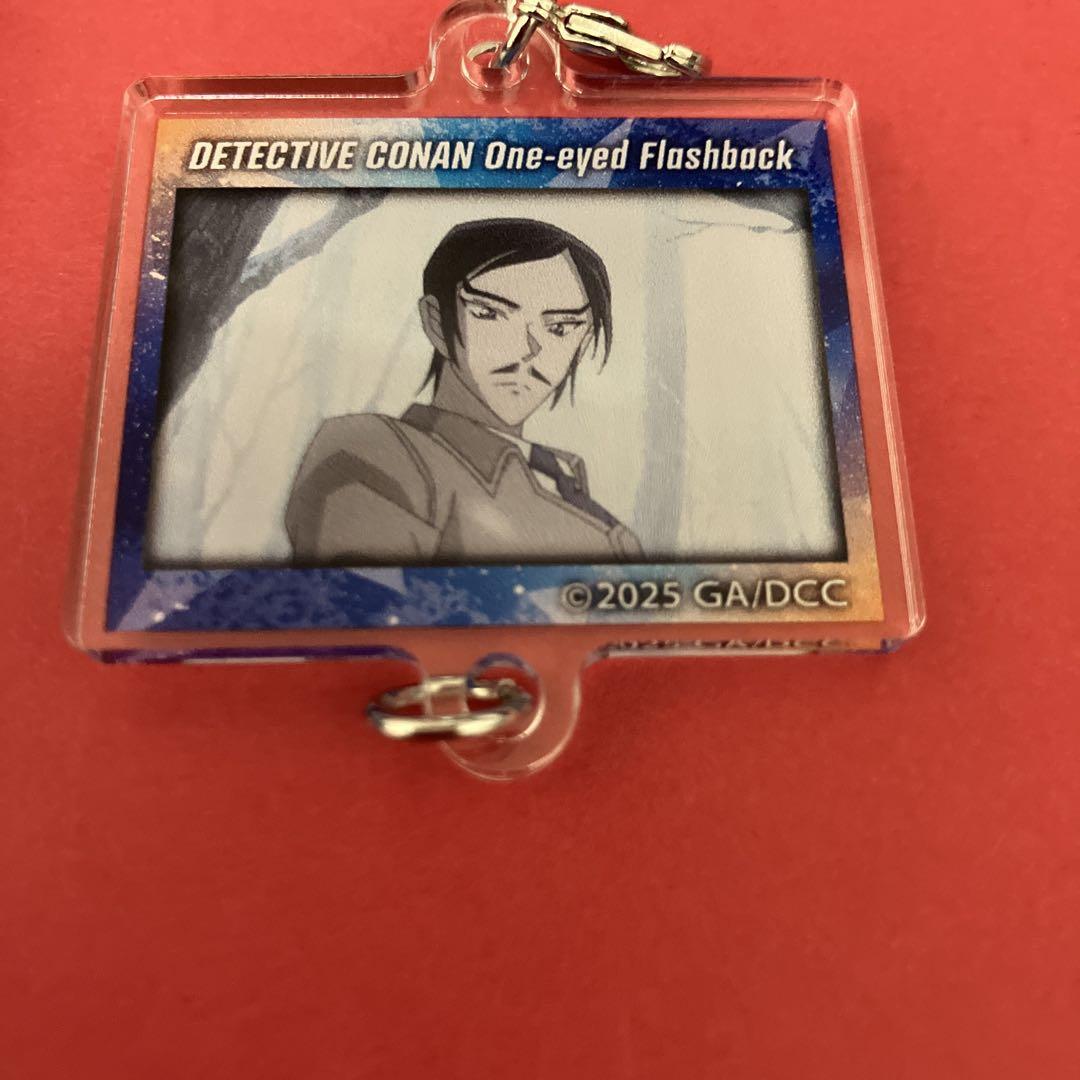 DETECTIVE CONAN One-eyed Flashback
©2025 GA/DCC